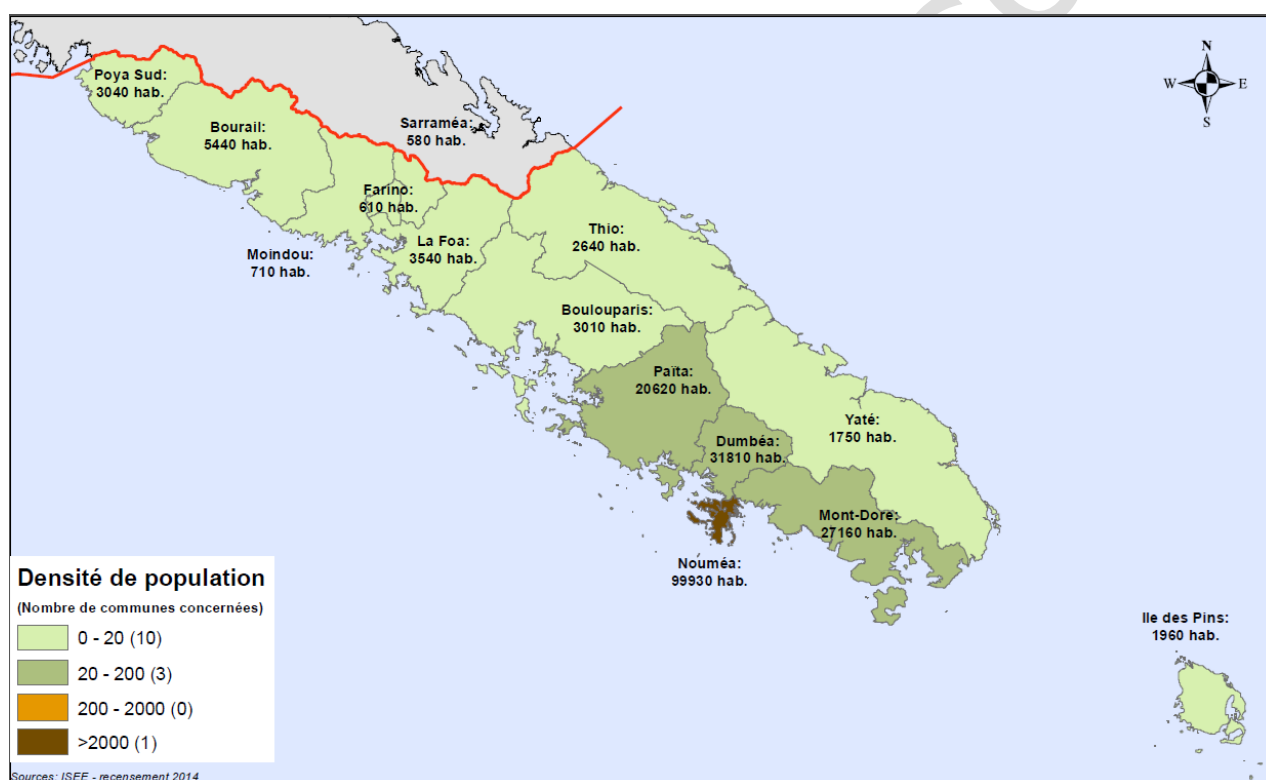 N
W
E
S
Poya Sud:
3040 hab.
Bourail:
5440 hab.
Sarraméa:
580 hab.
Farino:
610 hab.
Moindou:
710 hab.
La Foa:
3540 hab.
Thio:
2640 hab.
Boulouparis:
3010 hab.
Païta:
20620 hab.
Yaté:
1750 hab.
Dumbéa:
31810 hab.
Mont-Dore:
27160 hab.
Nouméa:
99930 hab.
Ile des Pins:
1960 hab.
Densité de population
(Nombre de communes concernées)
0 - 20 (10)
20 - 200 (3)
200 - 2000 (0)
>2000 (1)
Sources: ISEE - recensement 2014